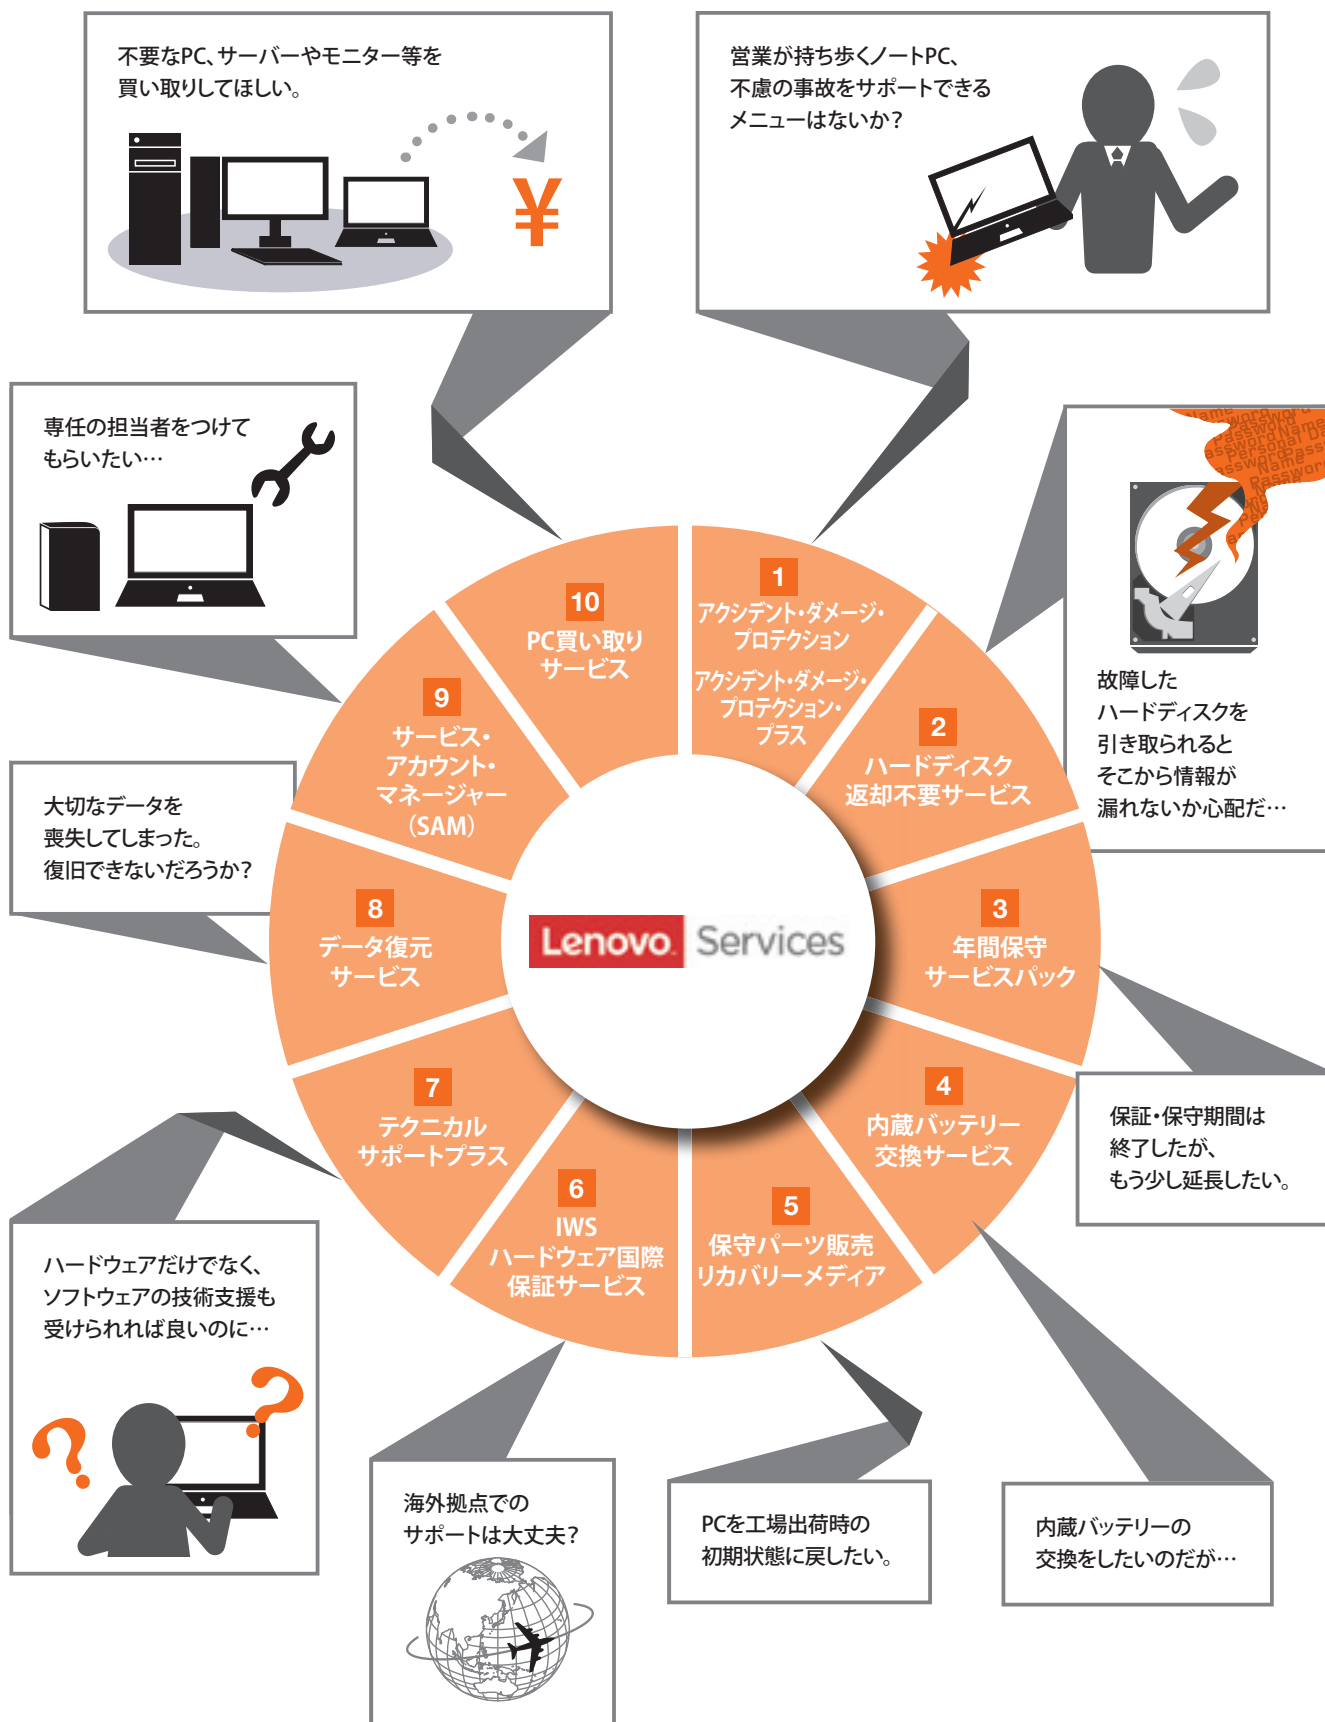 不要なPC、サーバーやモニター等を
買い取りしてほしい。
営業が持ち歩くノートPC、
不慮の事故をサポートできる
メニューはないか？
専任の担当者をつけて
もらいたい…
故障した
ハードディスクを
引き取られると
そこから情報が
漏れないか心配だ…
大切なデータを
喪失してしまった。
復旧できないだろうか？
保証・保守期間は
終了したが、
もう少し延長したい。
ハードウェアだけでなく、
ソフトウェアの技術支援も
受けられれば良いのに…
海外拠点での
サポートは大丈夫？
PCを工場出荷時の
初期状態に戻したい。
内蔵バッテリーの
交換をしたいのだが…
1
アクシデント・ダメージ・
プロテクション
アクシデント・ダメージ・
プロテクション・
プラス
2
ハードディスク
返却不要サービス
3
年間保守
サービスパック
4
内蔵バッテリー
交換サービス
5
保守パーツ販売
リカバリーメディア
6
IWS
ハードウェア国際
保証サービス
7
テクニカル
サポートプラス
8
データ復元
サービス
9
サービス・
アカウント・
マネージャー
（SAM）
10
PC買い取り
サービス
Lenovo. Services